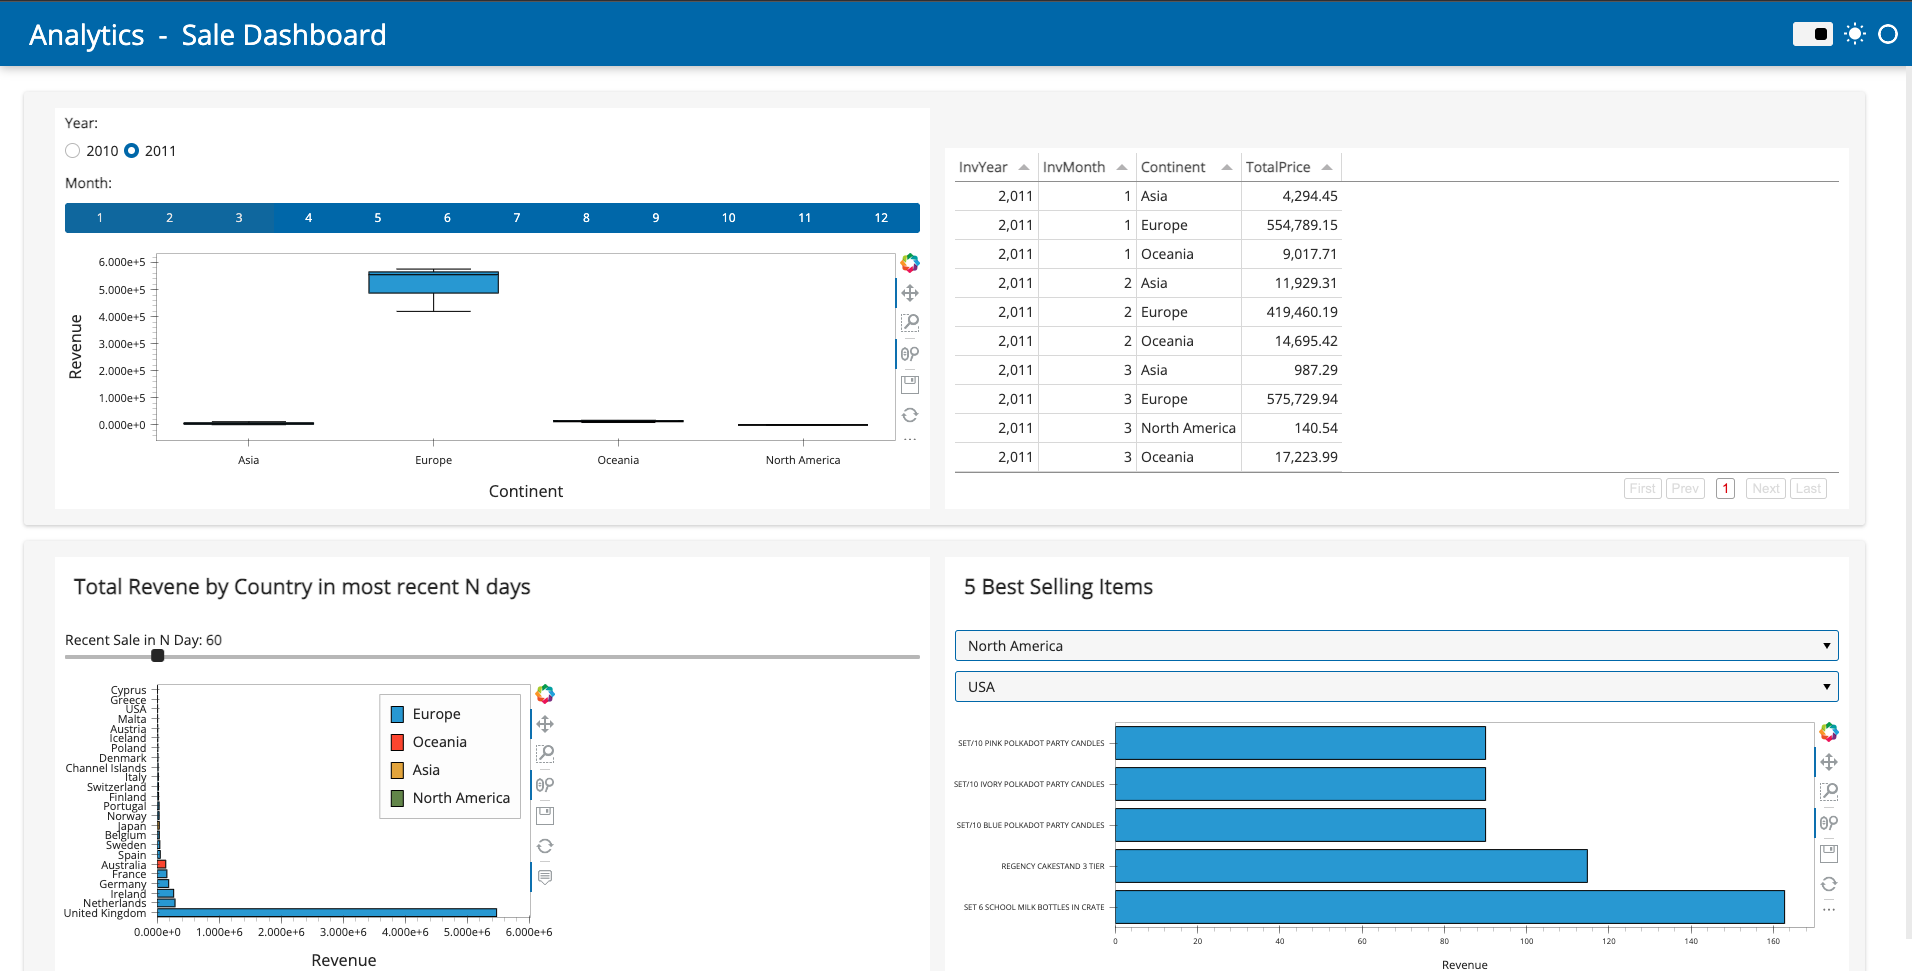 Analytics - Sale Dashboard
Year:
2010 2011
Month:
1 2 3 4 5 6 7 8 9 10 11 12
6.000e+5
5.000e+5
4.000e+5
3.000e+5
2.000e+5
1.000e+5
0.000e+0
Revenue
Asia Europe Oceania North America
Continent
InvYear InvMonth Continent TotalPrice
2,011 1 Asia 4,294.45
2,011 1 Europe 554,789.15
2,011 1 Oceania 9,017.71
2,011 2 Asia 11,929.31
2,011 2 Europe 419,460.19
2,011 2 Oceania 14,695.42
2,011 3 Asia 987.29
2,011 3 Europe 575,729.94
2,011 3 North America 140.54
2,011 3 Oceania 17,223.99
First Prev 1 Next Last
Total Revene by Country in most recent N days
Recent Sale in N Day: 60
Cyprus
Greece
USA
Malta
Austria
Iceland
Poland
Denmark
Channel Islands
Italy
Switzerland
Finland
Portugal
Norway
Japan
Belgium
Sweden
Spain
Australia
France
Germany
Ireland
Netherlands
United Kingdom
Europe
Oceania
Asia
North America
0.000e+0 1.000e+6 2.000e+6 3.000e+6 4.000e+6 5.000e+6 6.000e+6
Revenue
5 Best Selling Items
North America
USA
SET/10 PINK POLKADOT PARTY CANDLES
SET/10 IVORY POLKADOT PARTY CANDLES
SET/10 BLUE POLKADOT PARTY CANDLES
REGENCY CAKESTAND 3 TIER
SET 6 SCHOOL MILK BOTTLES IN CRATE
0 20 40 60 80 100 120 140 160
Revenue